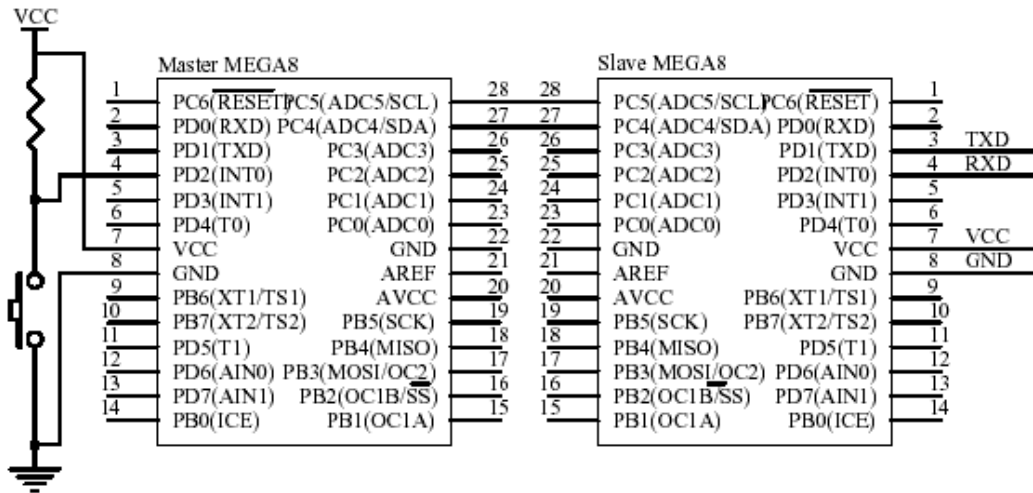 VCC
Master MEGA8 Slave MEGA8
1 PC6(RESET) PC5(ADC5/SCL) 28 28 PC5(ADC5/SCL) PC6(RESET) 1
2 PD0(RXD) PC4(ADC4/SDA) 27 27 PC4(ADC4/SDA) PD0(RXD) 2
3 PD1(TXD) PC3(ADC3) 26 26 PC3(ADC3) PD1(TXD) 3 TXD
4 PD2(INT0) PC2(ADC2) 25 25 PC2(ADC2) PD2(INT0) 4 RXD
5 PD3(INT1) PC1(ADC1) 24 24 PC1(ADC1) PD3(INT1) 5
6 PD4(T0) PC0(ADC0) 23 23 PC0(ADC0) PD4(T0) 6
7 VCC GND 22 22 GND VCC 7 VCC
8 GND AREF 21 21 AREF GND 8 GND
9 PB6(XT1/TS1) AVCC 20 20 AVCC PB6(XT1/TS1) 9
10 PB7(XT2/TS2) PB5(SCK) 19 19 PB5(SCK) PB7(XT2/TS2) 10
11 PD5(T1) PB4(MISO) 18 18 PB4(MISO) PD5(T1) 11
12 PD6(AIN0) PB3(MOSI/OC2) 17 17 PB3(MOSI/OC2) PD6(AIN0) 12
13 PD7(AIN1) PB2(OC1B/SS) 16 16 PB2(OC1B/SS) PD7(AIN1) 13
14 PB0(ICE) PB1(OC1A) 15 15 PB1(OC1A) PB0(ICE) 14